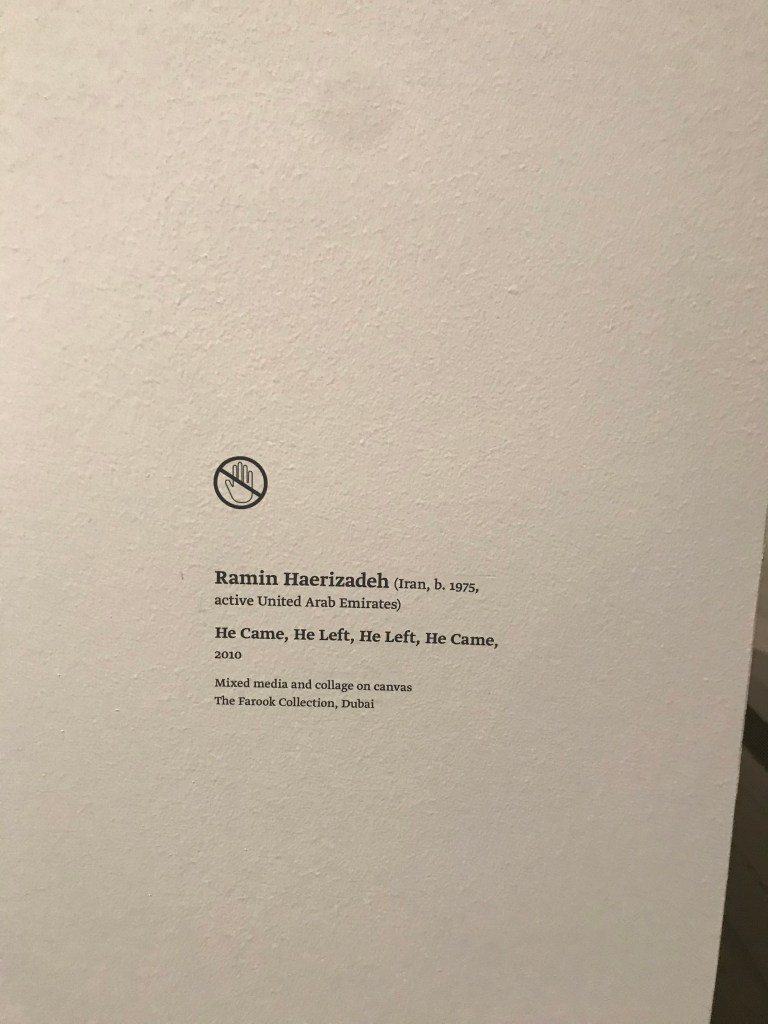 Ramin Haerizadeh (Iran, b. 1975,
active United Arab Emirates)
He Came, He Left, He Left, He Came,
2010
Mixed media and collage on canvas
The Farook Collection, Dubai